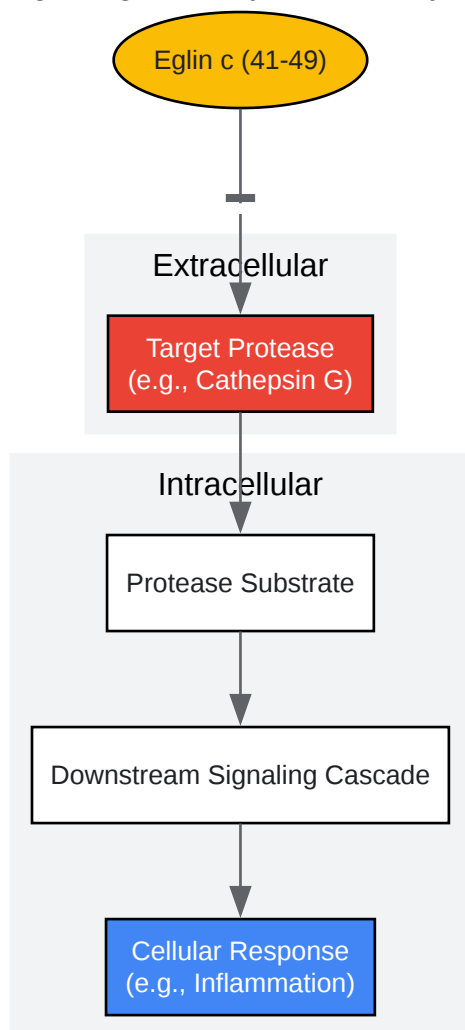 Eglin c (41-49)
Extracellular
Target Protease
(e.g., Cathepsin G)
Intracellular
Protease Substrate
Downstream Signaling Cascade
Cellular Response
(e.g., Inflammation)